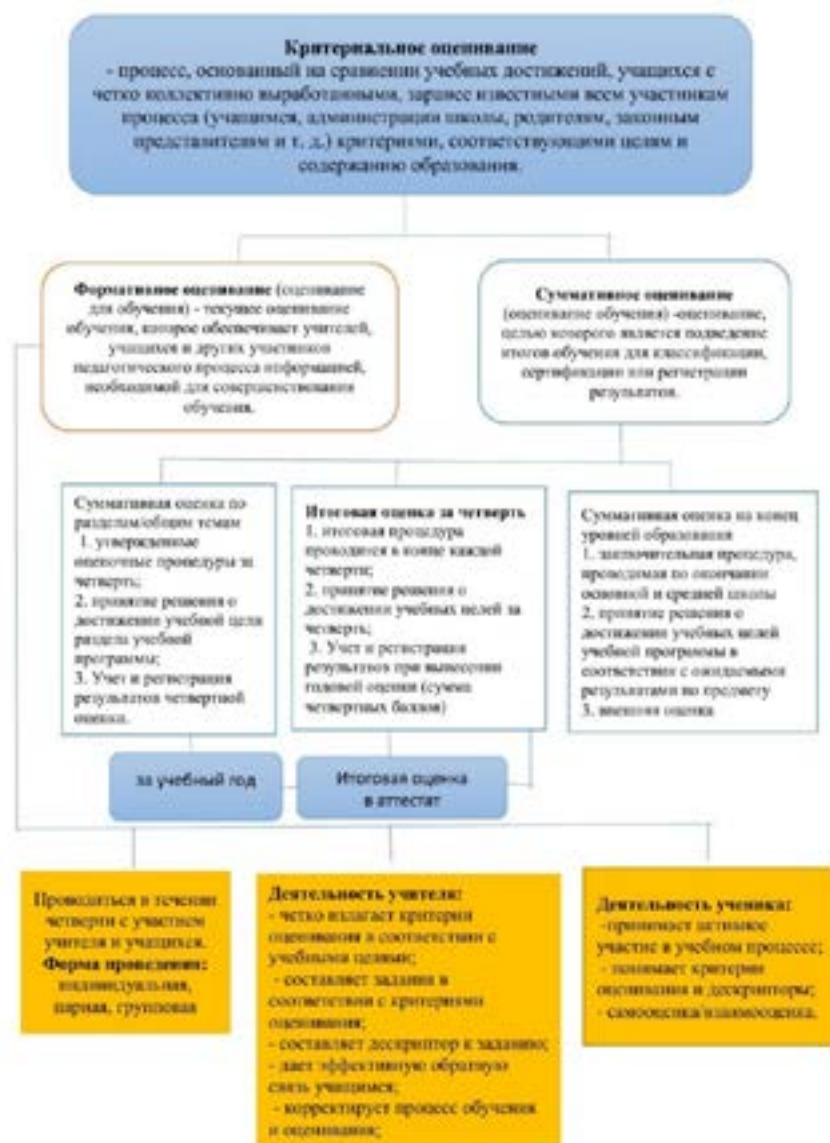 Критериальное оценивание
- процесс, основанный на сравнении учебных достижений, учащихся с
четко коллективно выработанными, заранее известными всем участникам
процесса (учащимся, администрации школы, родителям, законным
представителям и т. д.) критериями, соответствующими целям и
содержанию образования.
Формативное оценивание (оценивание
для обучения) - текущее оценивание
обучения, которое обеспечивает учителей,
учащихся и других участников
педагогического процесса информацией,
необходимой для совершенствования
обучения.
Суммативное оценивание
(оценивание обучения) -оценивание,
целью которого является подведение
итогов обучения для классификации,
сертификации или регистрации
результатов.
Суммативная оценка по
разделам/общим темам
1. утвержденные
оценочные процедуры за
четверть;
2. принятие решения о
достижении учебной цели
раздела учебной
программы;
3. Учет и регистрация
результатов четвертной
оценка.
Итоговая оценка за четверть
1. итоговая процедура
проводится в конце каждой
четверти;
2. принятие решения о
достижении учебных целей за
четверть;
3. Учет и регистрация
результатов при вынесении
годовой оценки (сумма
четвертных баллов)
Суммативная оценка на конец
уровней образования
1. заключительная процедура,
проводимая по окончании
основной и средней школы
2. принятие решения о
достижении учебных целей
учебной программы в
соответствии с ожидаемыми
результатами по предмету
3. внешняя оценка
за учебный год
Итоговая оценка
в аттестат
Проводиться в течении
четверти с участием
учителя и учащихся.
Форма проведения:
индивидуальная,
парная, групповая
Деятельность учителя:
- четко излагает критерии
оценивания в соответствии с
учебными целями;
- составляет задания в
соответствии с критериями
оценивания;
- составляет дескриптор к заданию;
- дает эффективную обратную
связь учащимся;
- корректирует процесс обучения
и оценивания;
Деятельность ученика:
-принимает активное
участие в учебном процессе;
- понимает критерии
оценивания и дескрипторы;
- самооценка/взаимооценка.